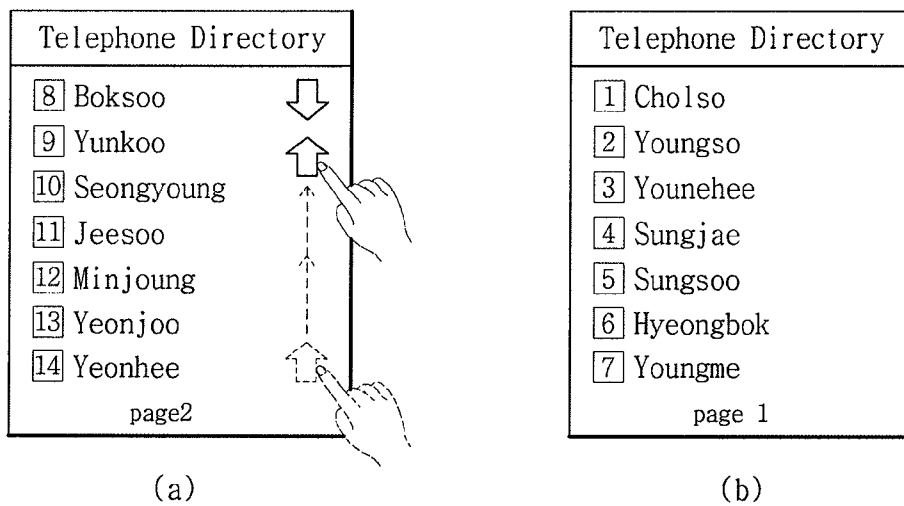 Telephone Directory
8 Boksoo
9 Yunkoo
10 Seongyoung
11 Jeesoo
12 Minjoung
13 Yeonjoo
14 Yeonhee
page2
(a)
Telephone Directory
1 Cholso
2 Youngso
3 Younehee
4 Sungjae
5 Sungsoo
6 Hyeongbok
7 Youngme
page 1
(b)